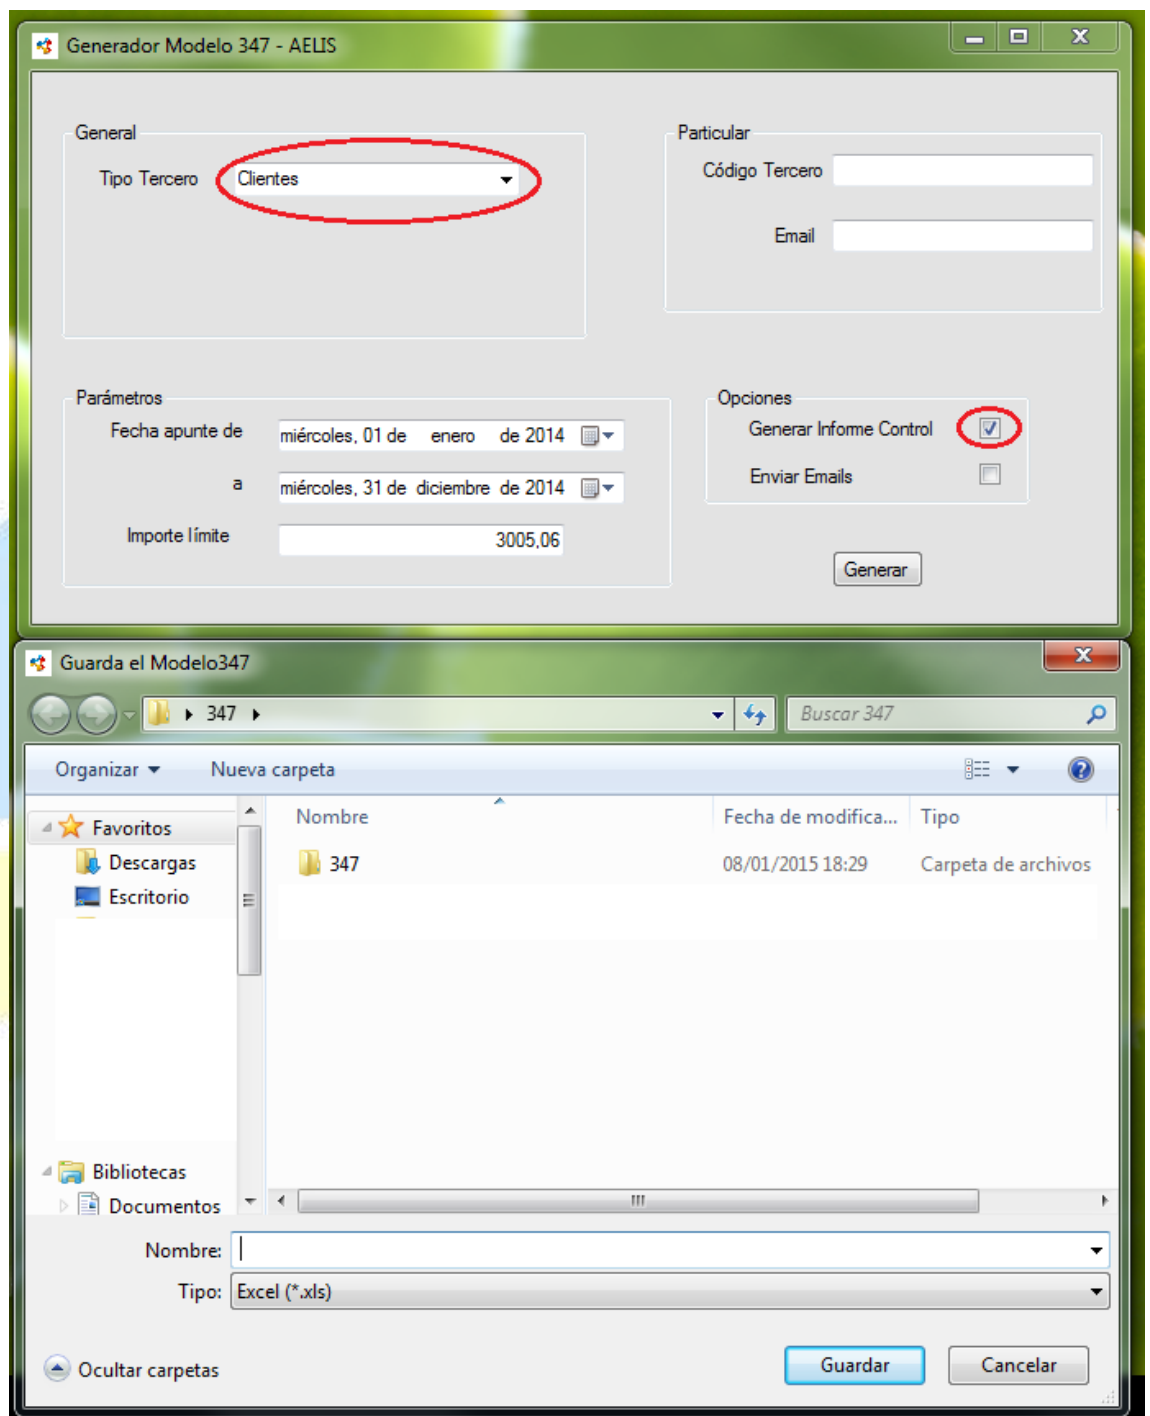 Generador Modelo 347 - AELIS
General
Tipo Tercero Clientes
Particular
Código Tercero
Email
Parámetros
Fecha apunte de miércoles, 01 de enero de 2014
a miércoles, 31 de diciembre de 2014
Importe límite 3005,06
Opciones
Generar Informe Control
Enviar Emails
Generar
Guarda el Modelo347
347
Buscar 347
Organizar Nueva carpeta
Favoritos
Descargas
Escritorio
Bibliotecas
Documentos
Nombre Fecha de modifica... Tipo
347 08/01/2015 18:29 Carpeta de archivos
Nombre:
Tipo: Excel (*.xls)
Ocultar carpetas
Guardar Cancelar